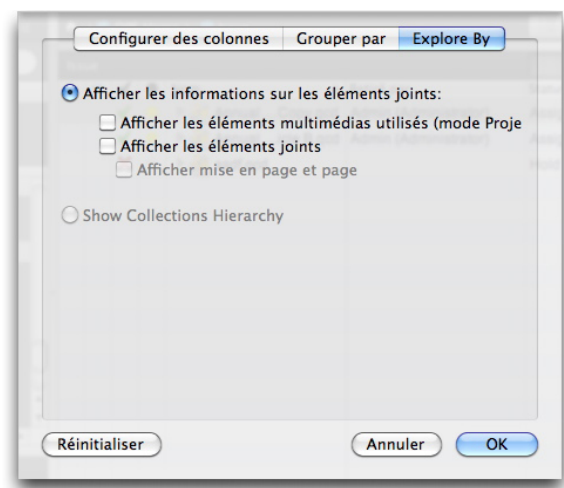 Configurer des colonnes Grouper par Explore By
Afficher les informations sur les éléments joints:
Afficher les éléments multimédias utilisés (mode Proje
Afficher les éléments joints
Afficher mise en page et page
Show Collections Hierarchy
Réinitialiser Annuler OK